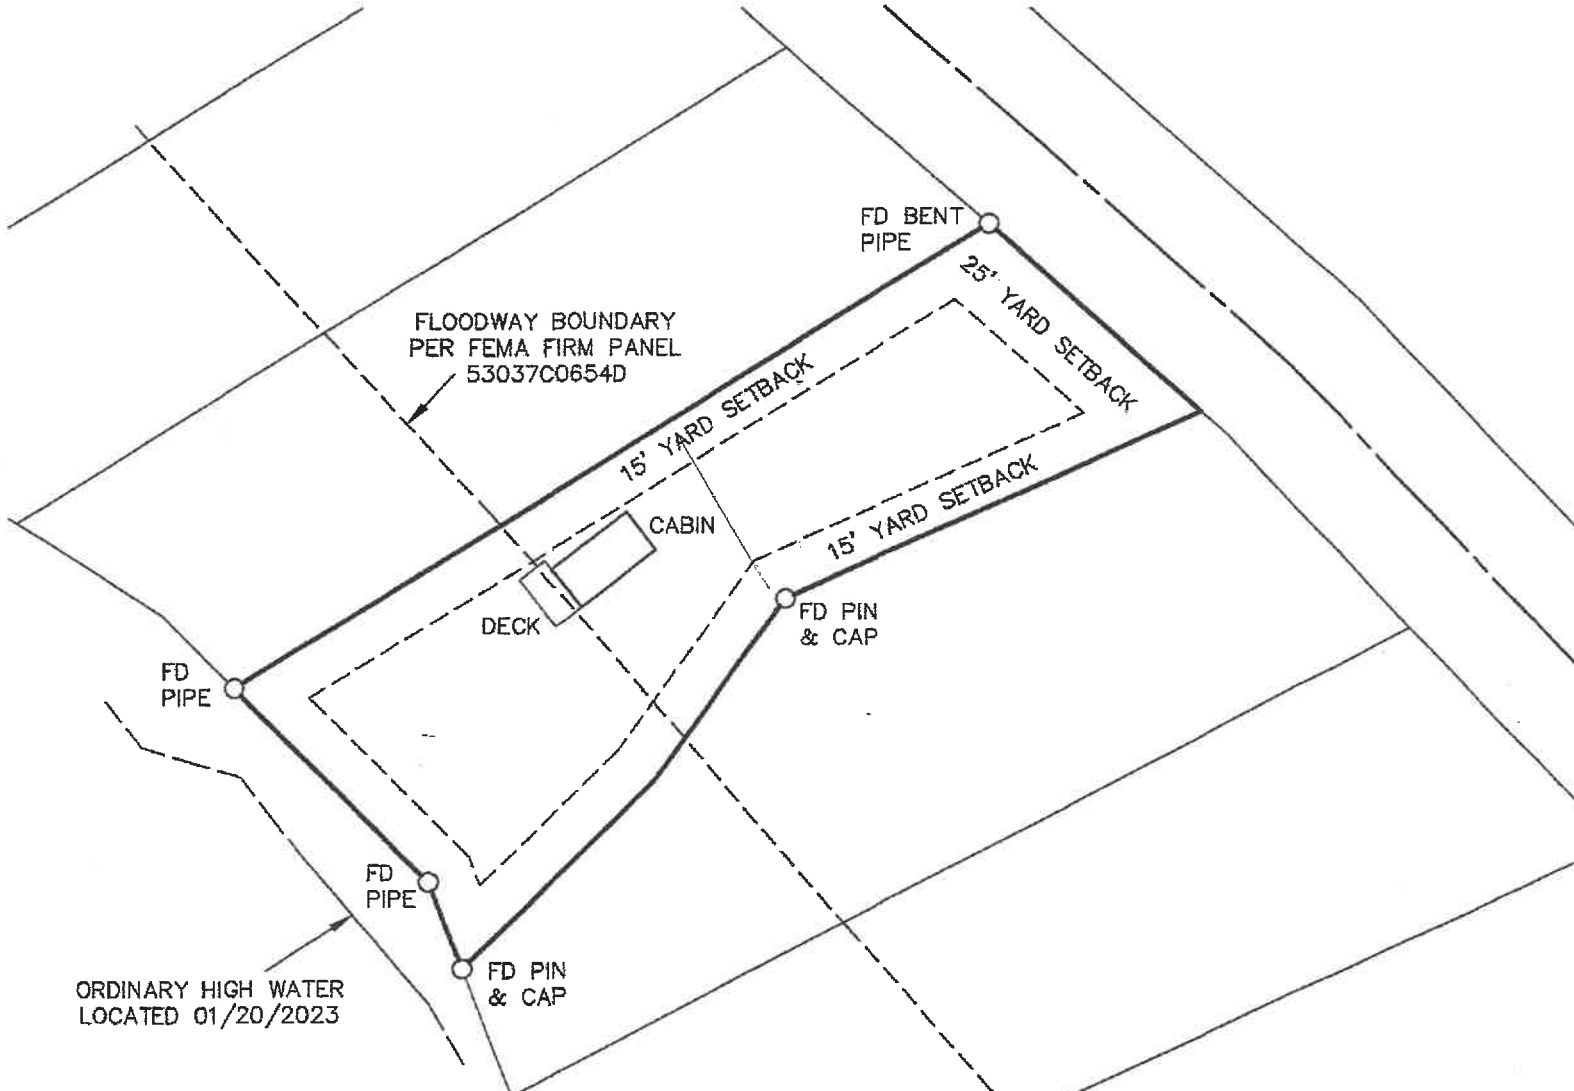 FD BENT
PIPE
25' YARD SETBACK
FLOODWAY BOUNDARY
PER FEMA FIRM PANEL
53037C0654D
15' YARD SETBACK
15' YARD SETBACK
CABIN
DECK
FD PIN
& CAP
FD
PIPE
FD
PIPE
FD PIN
& CAP
ORDINARY HIGH WATER
LOCATED 01/20/2023